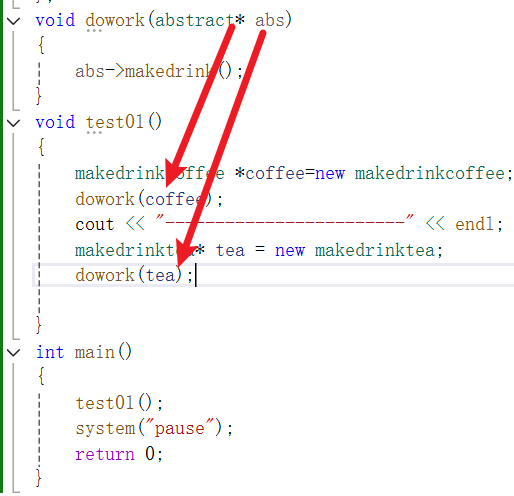 void dowork(abstract* abs)
{
abs->makedrink();
}
void test01()
{
makedrinkcoffee *coffee=new makedrinkcoffee;
dowork(coffee);
cout << "------------------------" << endl;
makedrinktea* tea = new makedrinktea;
dowork(tea);
}
int main()
{
test01();
system("pause");
return 0;
}